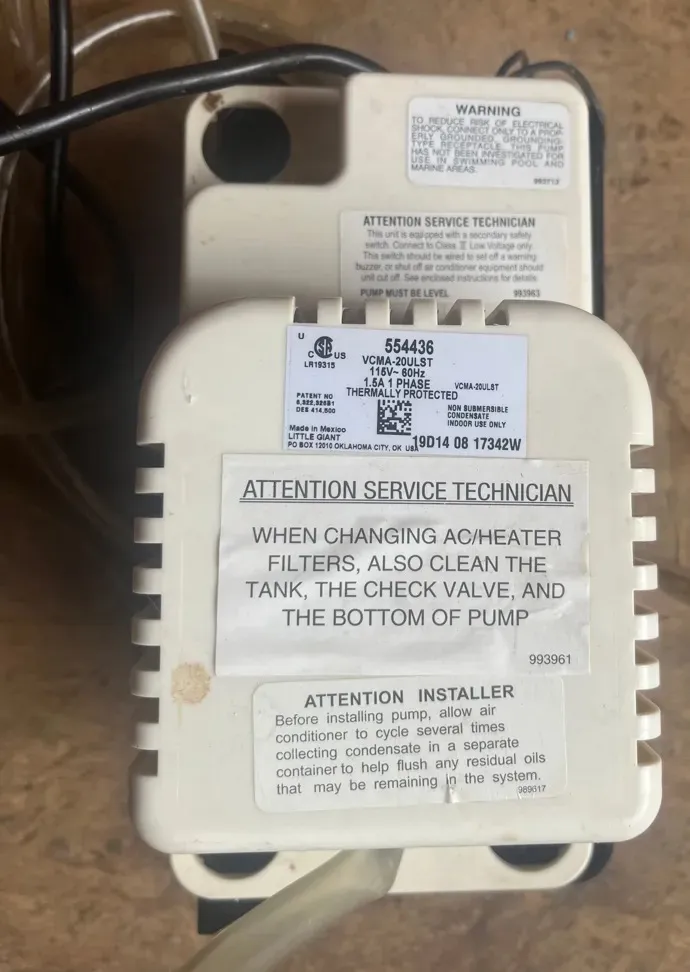 WARNING
TO REDUCE RISK OF ELECTRICAL
SHOCK, CONNECT ONLY TO A PROP-
ERLY GROUNDED, GROUNDING-
TYPE RECEPTACLE. THIS PUMP
HAS NOT BEEN INVESTIGATED FOR
USE IN SWIMMING POOL AND
MARINE AREAS.
ATTENTION SERVICE TECHNICIAN
This unit is equipped with a secondary safety
switch. Connect to Class II Low Voltage only.
This switch should be wired to set off a warning
buzzer, or shut off air conditioner equipment should
unit cut off. See enclosed instructions for details.
PUMP MUST BE LEVEL 993963
U
C US
LR19315
554436
VCMA-20ULST
115V~ 60Hz
1.5A 1 PHASE
THERMALLY PROTECTED
VCMA-20ULST
PATENT NO
DES 414,500
NON SUBMERSIBLE
CONDENSATE
INDOOR USE ONLY
Made in Mexico
LITTLE GIANT
PO BOX 12010 OKLAHOMA CITY, OK USA
19D14 08 17342W
ATTENTION SERVICE TECHNICIAN
WHEN CHANGING AC/HEATER
FILTERS, ALSO CLEAN THE
TANK, THE CHECK VALVE, AND
THE BOTTOM OF PUMP
993961
ATTENTION INSTALLER
Before installing pump, allow air
conditioner to cycle several times
collecting condensate in a separate
container to help flush any residual oils
that may be remaining in the system.
989617